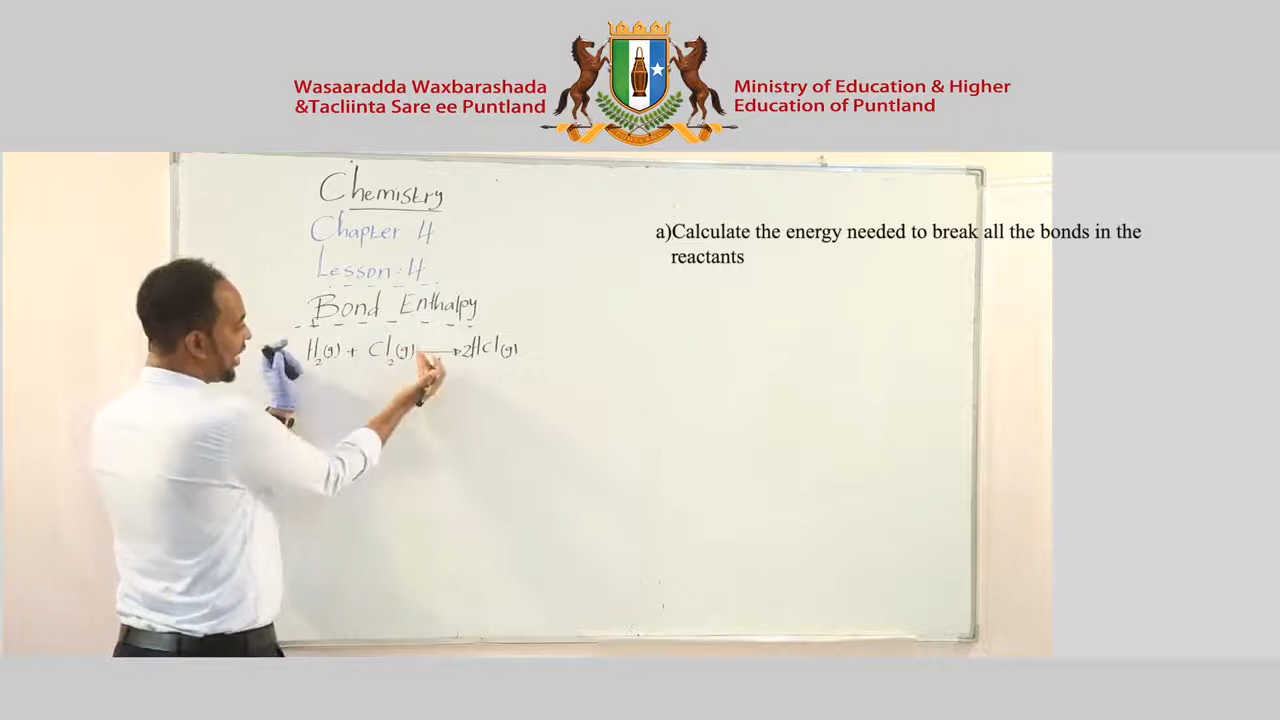 Wasaaradda Waxbarashada
&Tacliinta Sare ee Puntland
Ministry of Education & Higher
Education of Puntland
PUNTLAND
Chemistry
Chapter 4
Lesson: 4
Bond Enthalpy
H₂(g) + Cl₂(g) → 2HCl(g)
a)Calculate the energy needed to break all the bonds in the
reactants